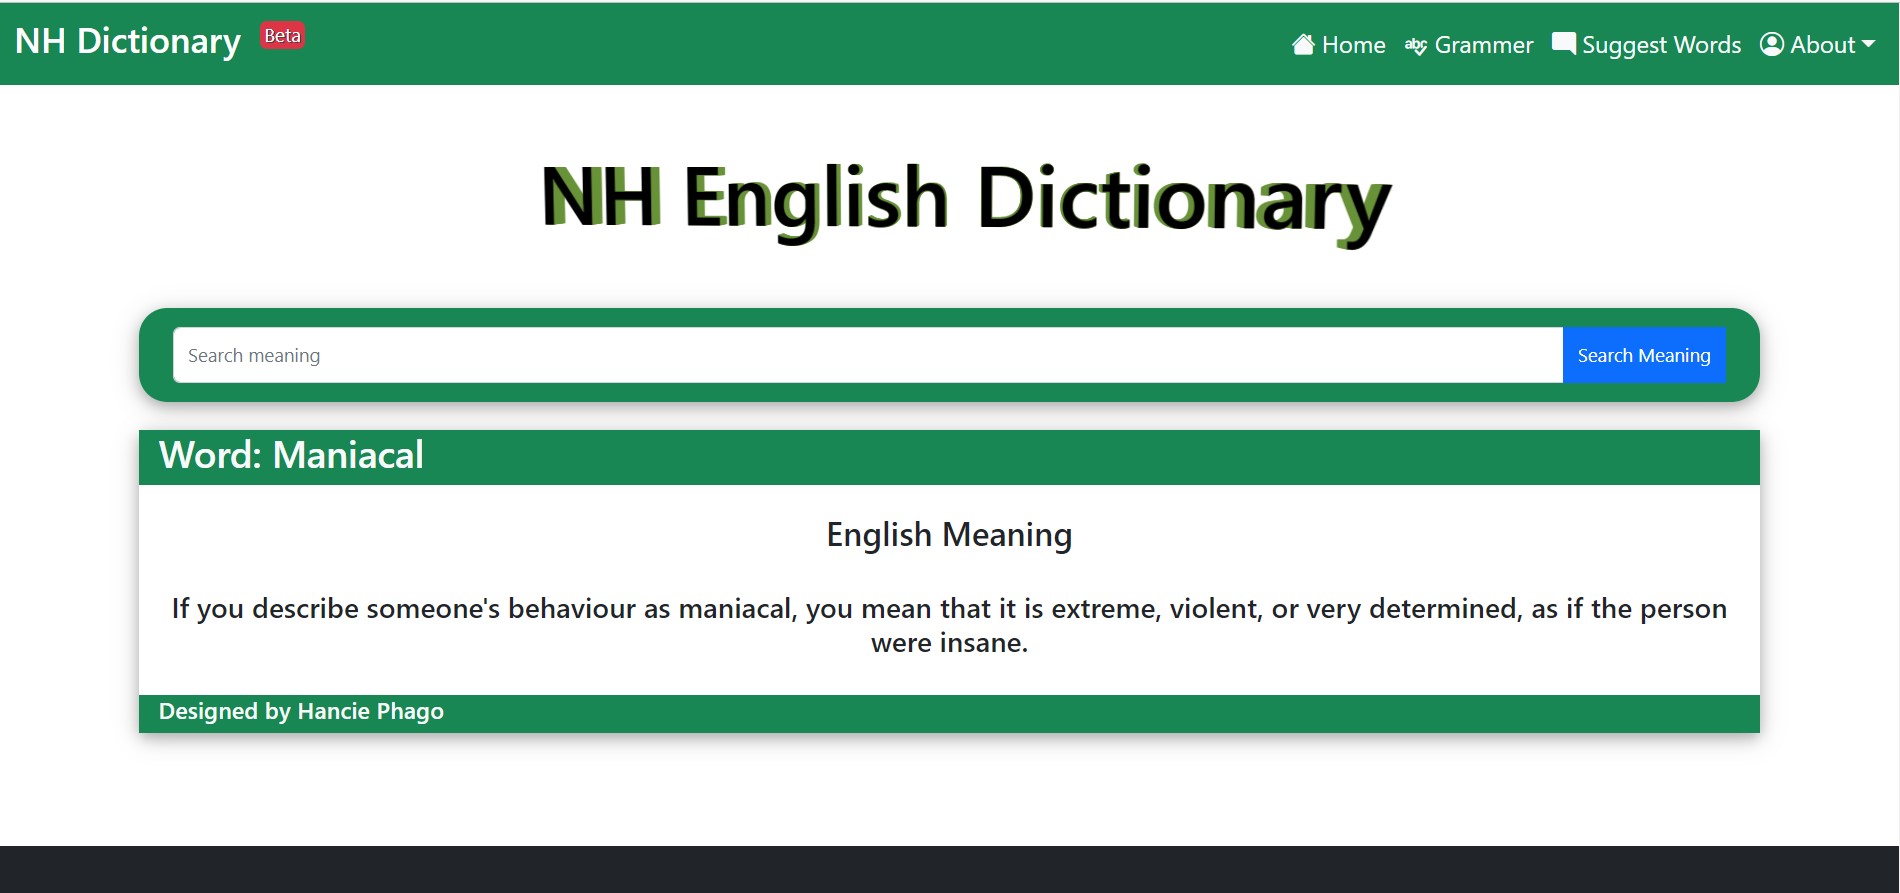 NH Dictionary Beta
Home abc Grammer Suggest Words About
NH English Dictionary
Search meaning Search Meaning
Word: Maniacal
English Meaning
If you describe someone's behaviour as maniacal, you mean that it is extreme, violent, or very determined, as if the person
were insane.
Designed by Hancie Phago